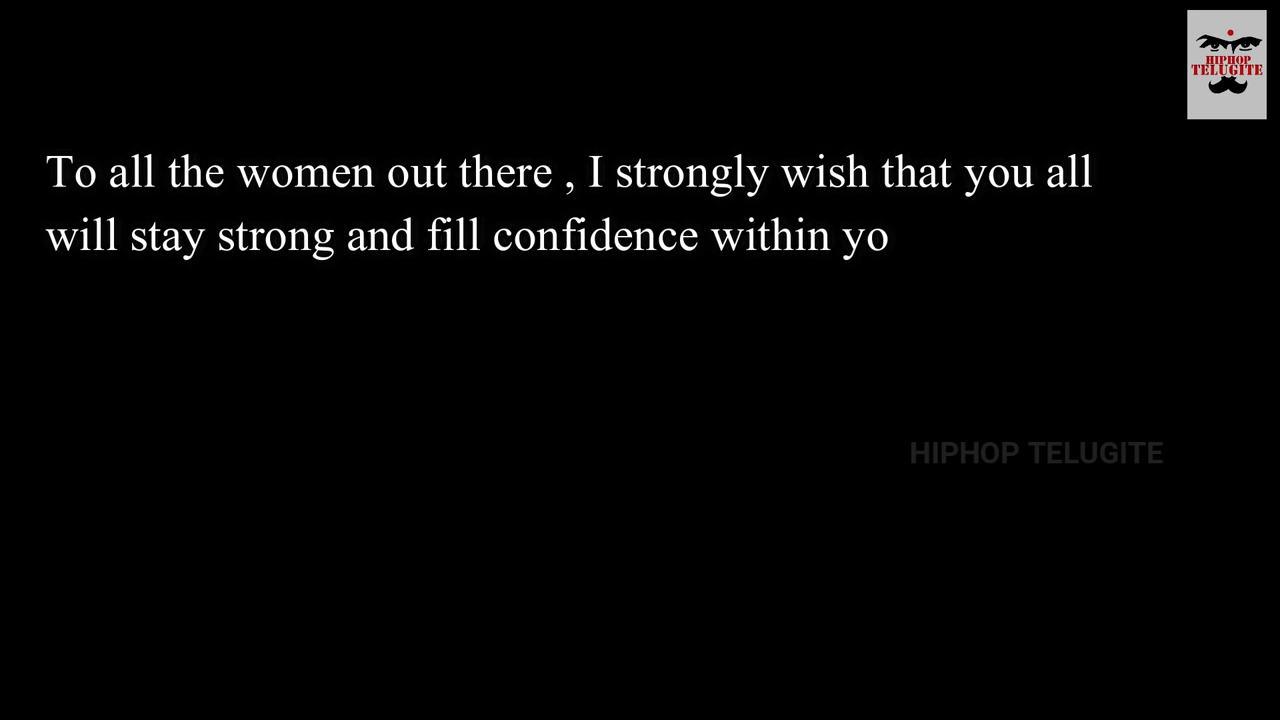 HIPHOP
TELUGITE
To all the women out there , I strongly wish that you all
will stay strong and fill confidence within yo
HIPHOP TELUGITE